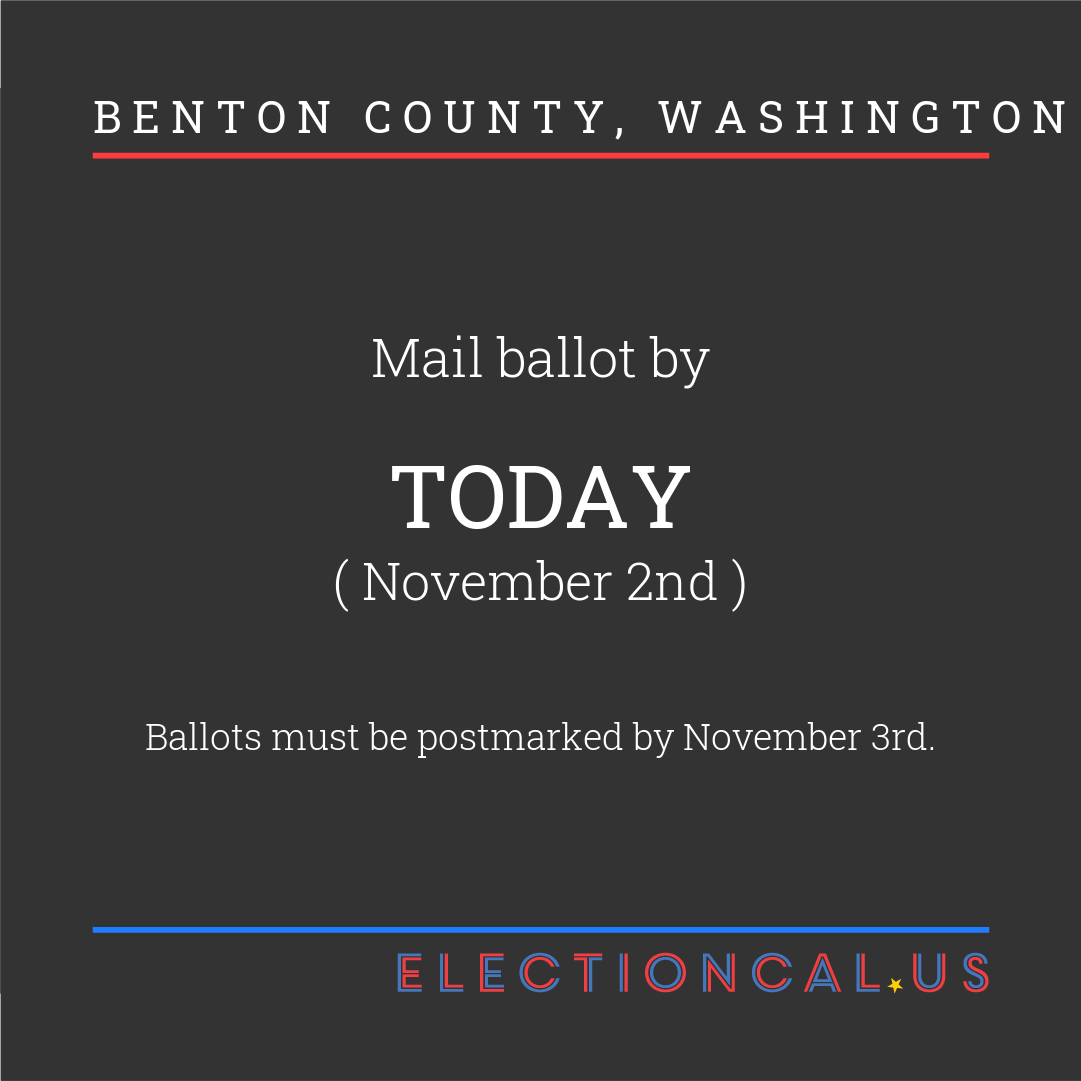 BENTON COUNTY, WASHINGTON
Mail ballot by
TODAY
( November 2nd )
Ballots must be postmarked by November 3rd.
ELECTIONCAL.US